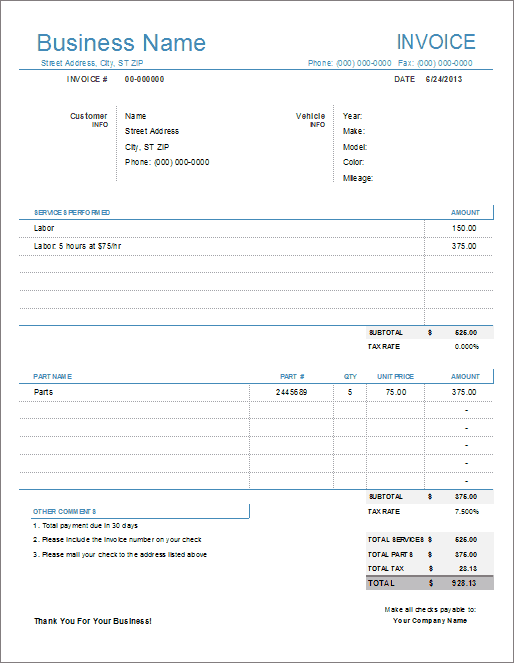 Business Name INVOICE
Street Address, City, ST ZIP Phone: (000) 000-0000 Fax: (000) 000-0000
INVOICE # 00-000000 DATE 6/24/2013
Customer Name Vehicle Year:
INFO Street Address INFO Make:
City, ST ZIP Model:
Phone: (000) 000-0000 Color:
Mileage:
SERVICES PERFORMED AMOUNT
Labor 150.00
Labor: 5 hours at $75/hr 375.00
SUBTOTAL $ 525.00
TAX RATE 0.000%
PART NAME PART # QTY UNIT PRICE AMOUNT
Parts 2445689 5 75.00 375.00
-
-
-
-
-
SUBTOTAL $ 375.00
OTHER COMMENTS TAX RATE 7.500%
1. Total payment due in 30 days
2. Please include the invoice number on your check TOTAL SERVICES $ 525.00
3. Please mail your check to the address listed above TOTAL PARTS $ 375.00
TOTAL TAX $ 28.13
TOTAL $ 928.13
Make all checks payable to:
Thank You For Your Business! Your Company Name